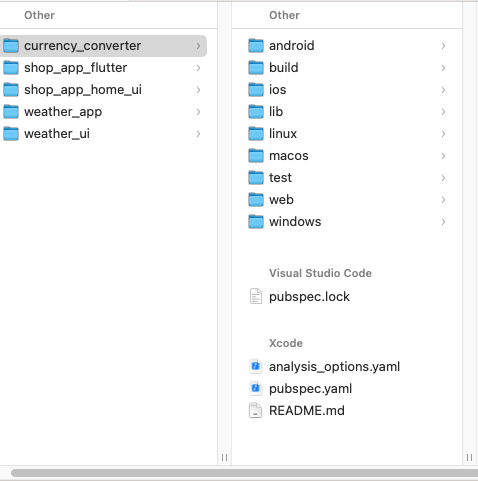 Other
currency_converter
shop_app_flutter
shop_app_home_ui
weather_app
weather_ui
Other
android
build
ios
lib
linux
macos
test
web
windows
Visual Studio Code
pubspec.lock
Xcode
analysis_options.yaml
pubspec.yaml
README.md